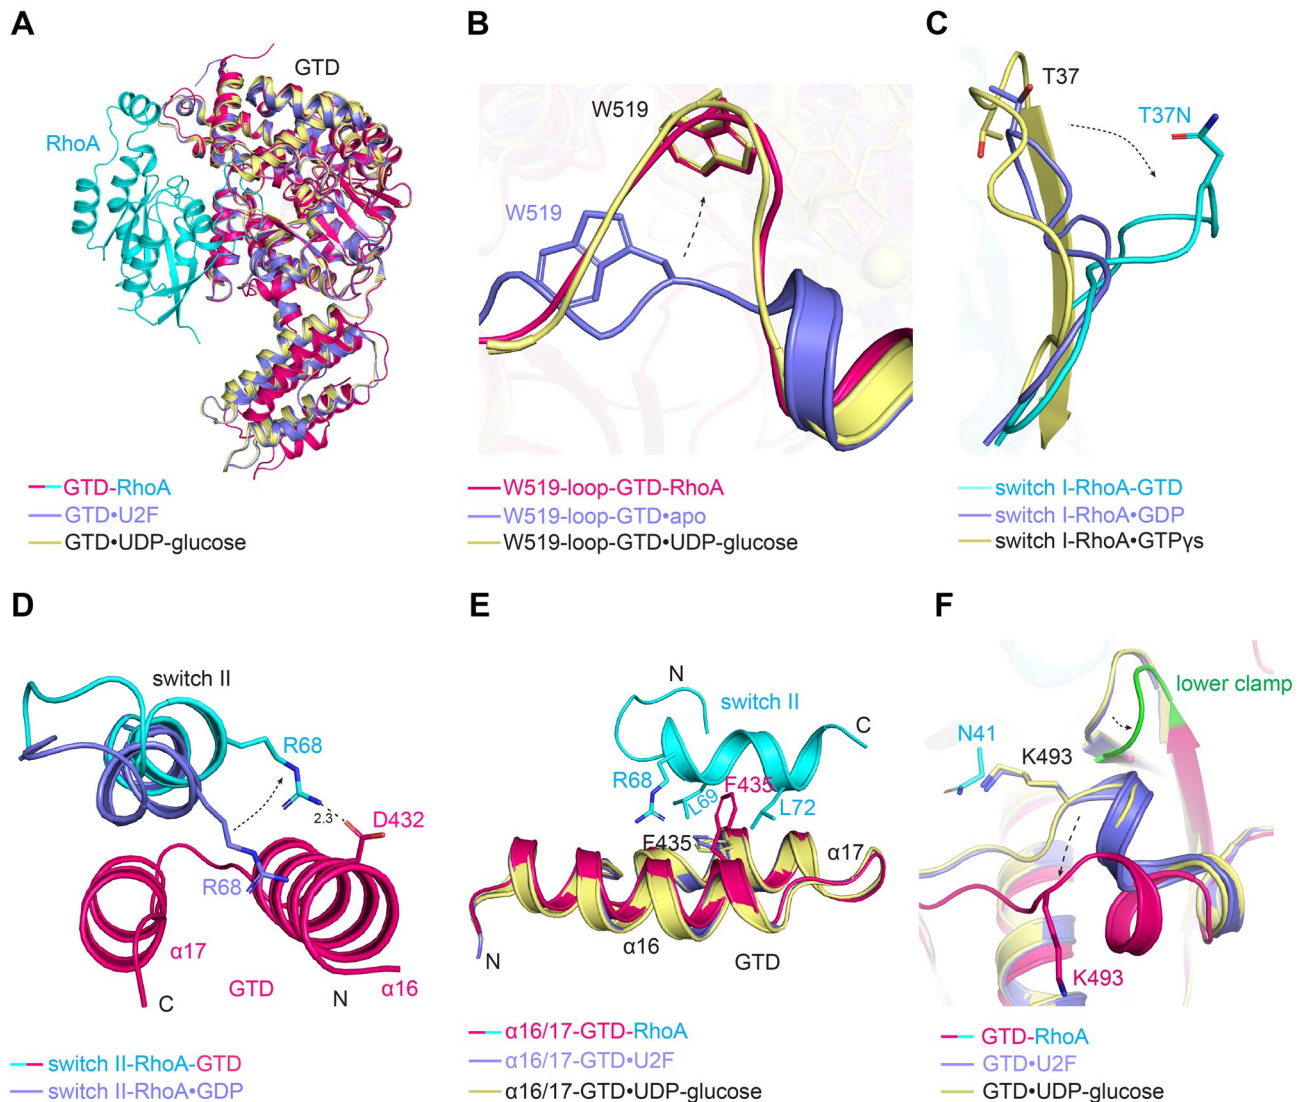 A
GTD
RhoA
GTD-RhoA
GTD•U2F
GTD•UDP-glucose
B
W519
W519
W519-loop-GTD-RhoA
W519-loop-GTD•apo
W519-loop-GTD•UDP-glucose
C
T37
T37N
switch I-RhoA-GTD
switch I-RhoA•GDP
switch I-RhoA•GTPγs
D
switch II
R68
2.3
D432
R68
α17
GTD
C
N
α16
switch II-RhoA-GTD
switch II-RhoA•GDP
E
N
switch II
C
R68
L69
F435
L72
F435
α17
α16
N
GTD
α16/17-GTD-RhoA
α16/17-GTD•U2F
α16/17-GTD•UDP-glucose
F
lower clamp
N41
K493
K493
GTD-RhoA
GTD•U2F
GTD•UDP-glucose